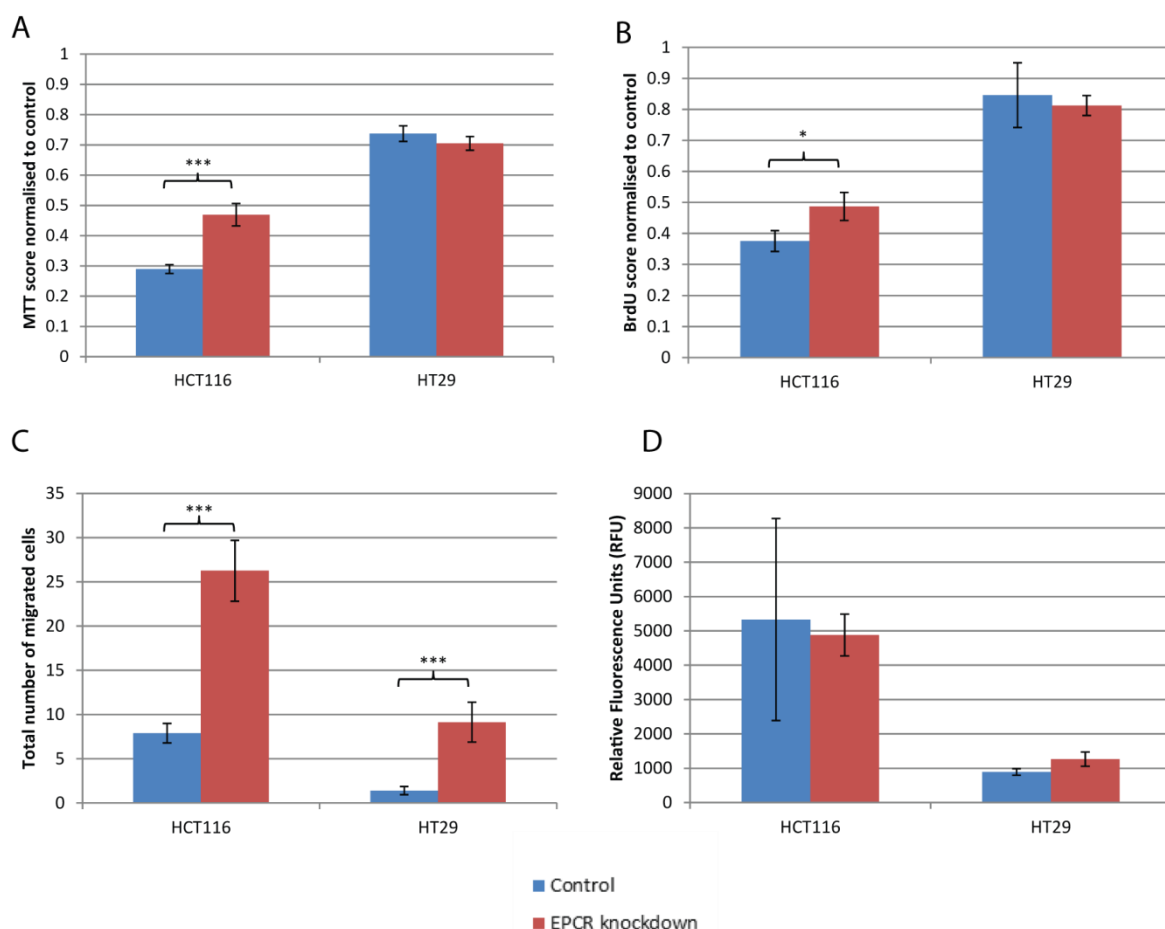 A
MTT score normalised to control
1
0.9
0.8
0.7
0.6
0.5
0.4
0.3
0.2
0.1
0
***
HCT116
HT29
B
BrdU score normalised to control
1
0.9
0.8
0.7
0.6
0.5
0.4
0.3
0.2
0.1
0
*
HCT116
HT29
C
Total number of migrated cells
35
30
25
20
15
10
5
0
***
***
HCT116
HT29
D
Relative Fluorescence Units (RFU)
9000
8000
7000
6000
5000
4000
3000
2000
1000
0
HCT116
HT29
Control
EPCR knockdown